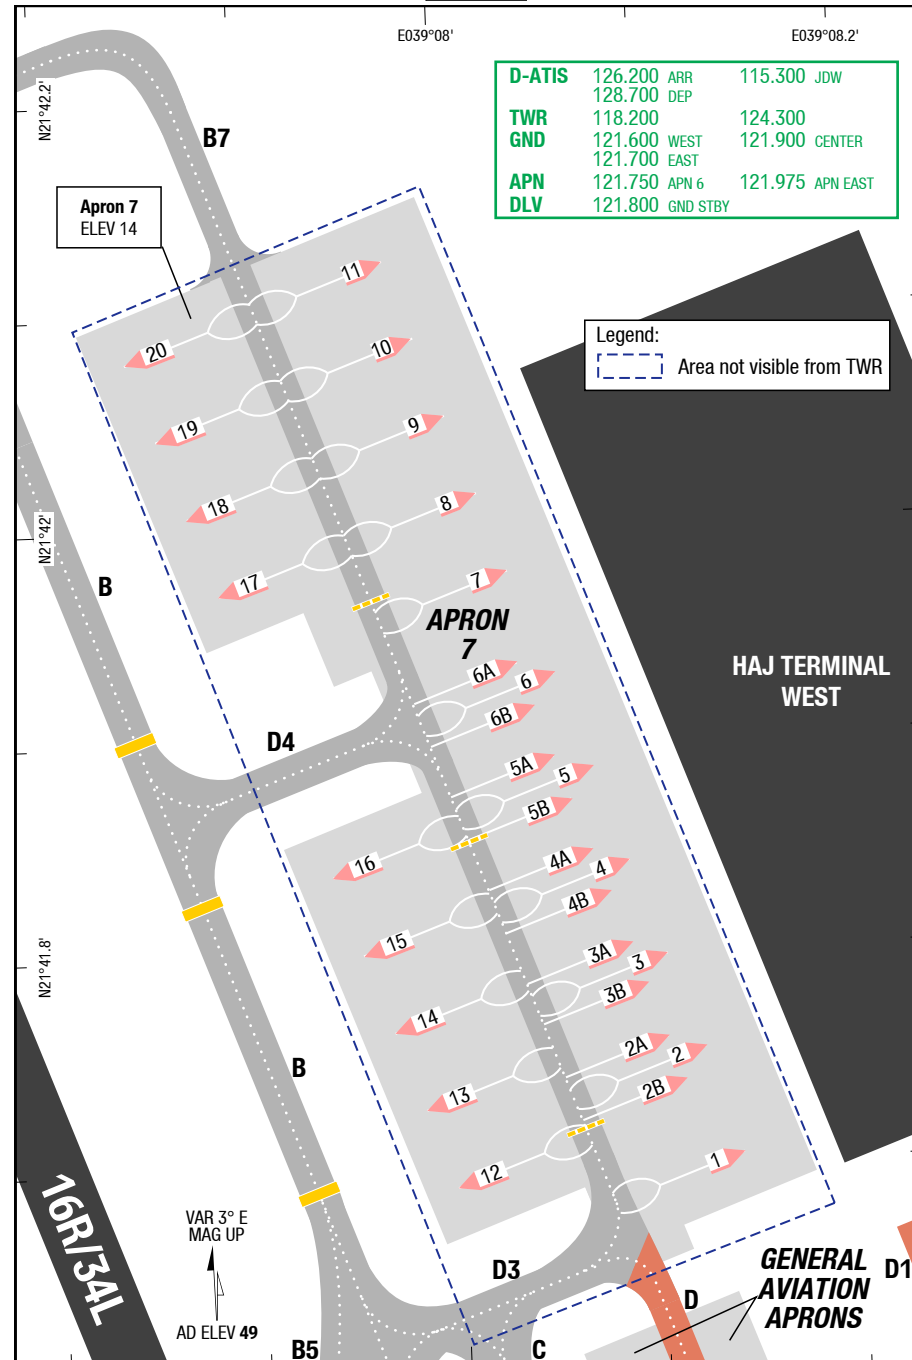 E039°08'
E039°08.2'
N21°42.2'
D-ATIS 126.200 ARR 115.300 JDW
128.700 DEP
TWR 118.200 124.300
GND 121.600 WEST 121.900 CENTER
121.700 EAST
APN 121.750 APN 6 121.975 APN EAST
DLV 121.800 GND STBY
B7
Apron 7
ELEV 14
11
20
10
Legend:
Area not visible from TWR
19
9
18
8
N21°42'
17
7
B
APRON
7
6A
6
6B
HAJ TERMINAL
WEST
D4
5A
5
5B
16
4A
4
4B
15
3A
3
3B
N21°41.8'
14
2A
2
2B
13
B
1
12
16R/34L
VAR 3° E
MAG UP
AD ELEV 49
D3
GENERAL
AVIATION
APRONS
D1
D
B5
C